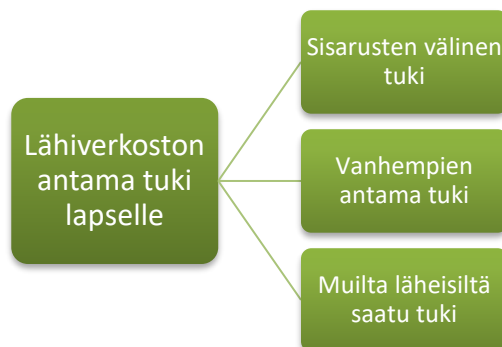 Lähiverkoston
antama tuki
lapselle
Sisarusten välinen
tuki
Vanhempien
antama tuki
Muilta läheisiltä
saatu tuki